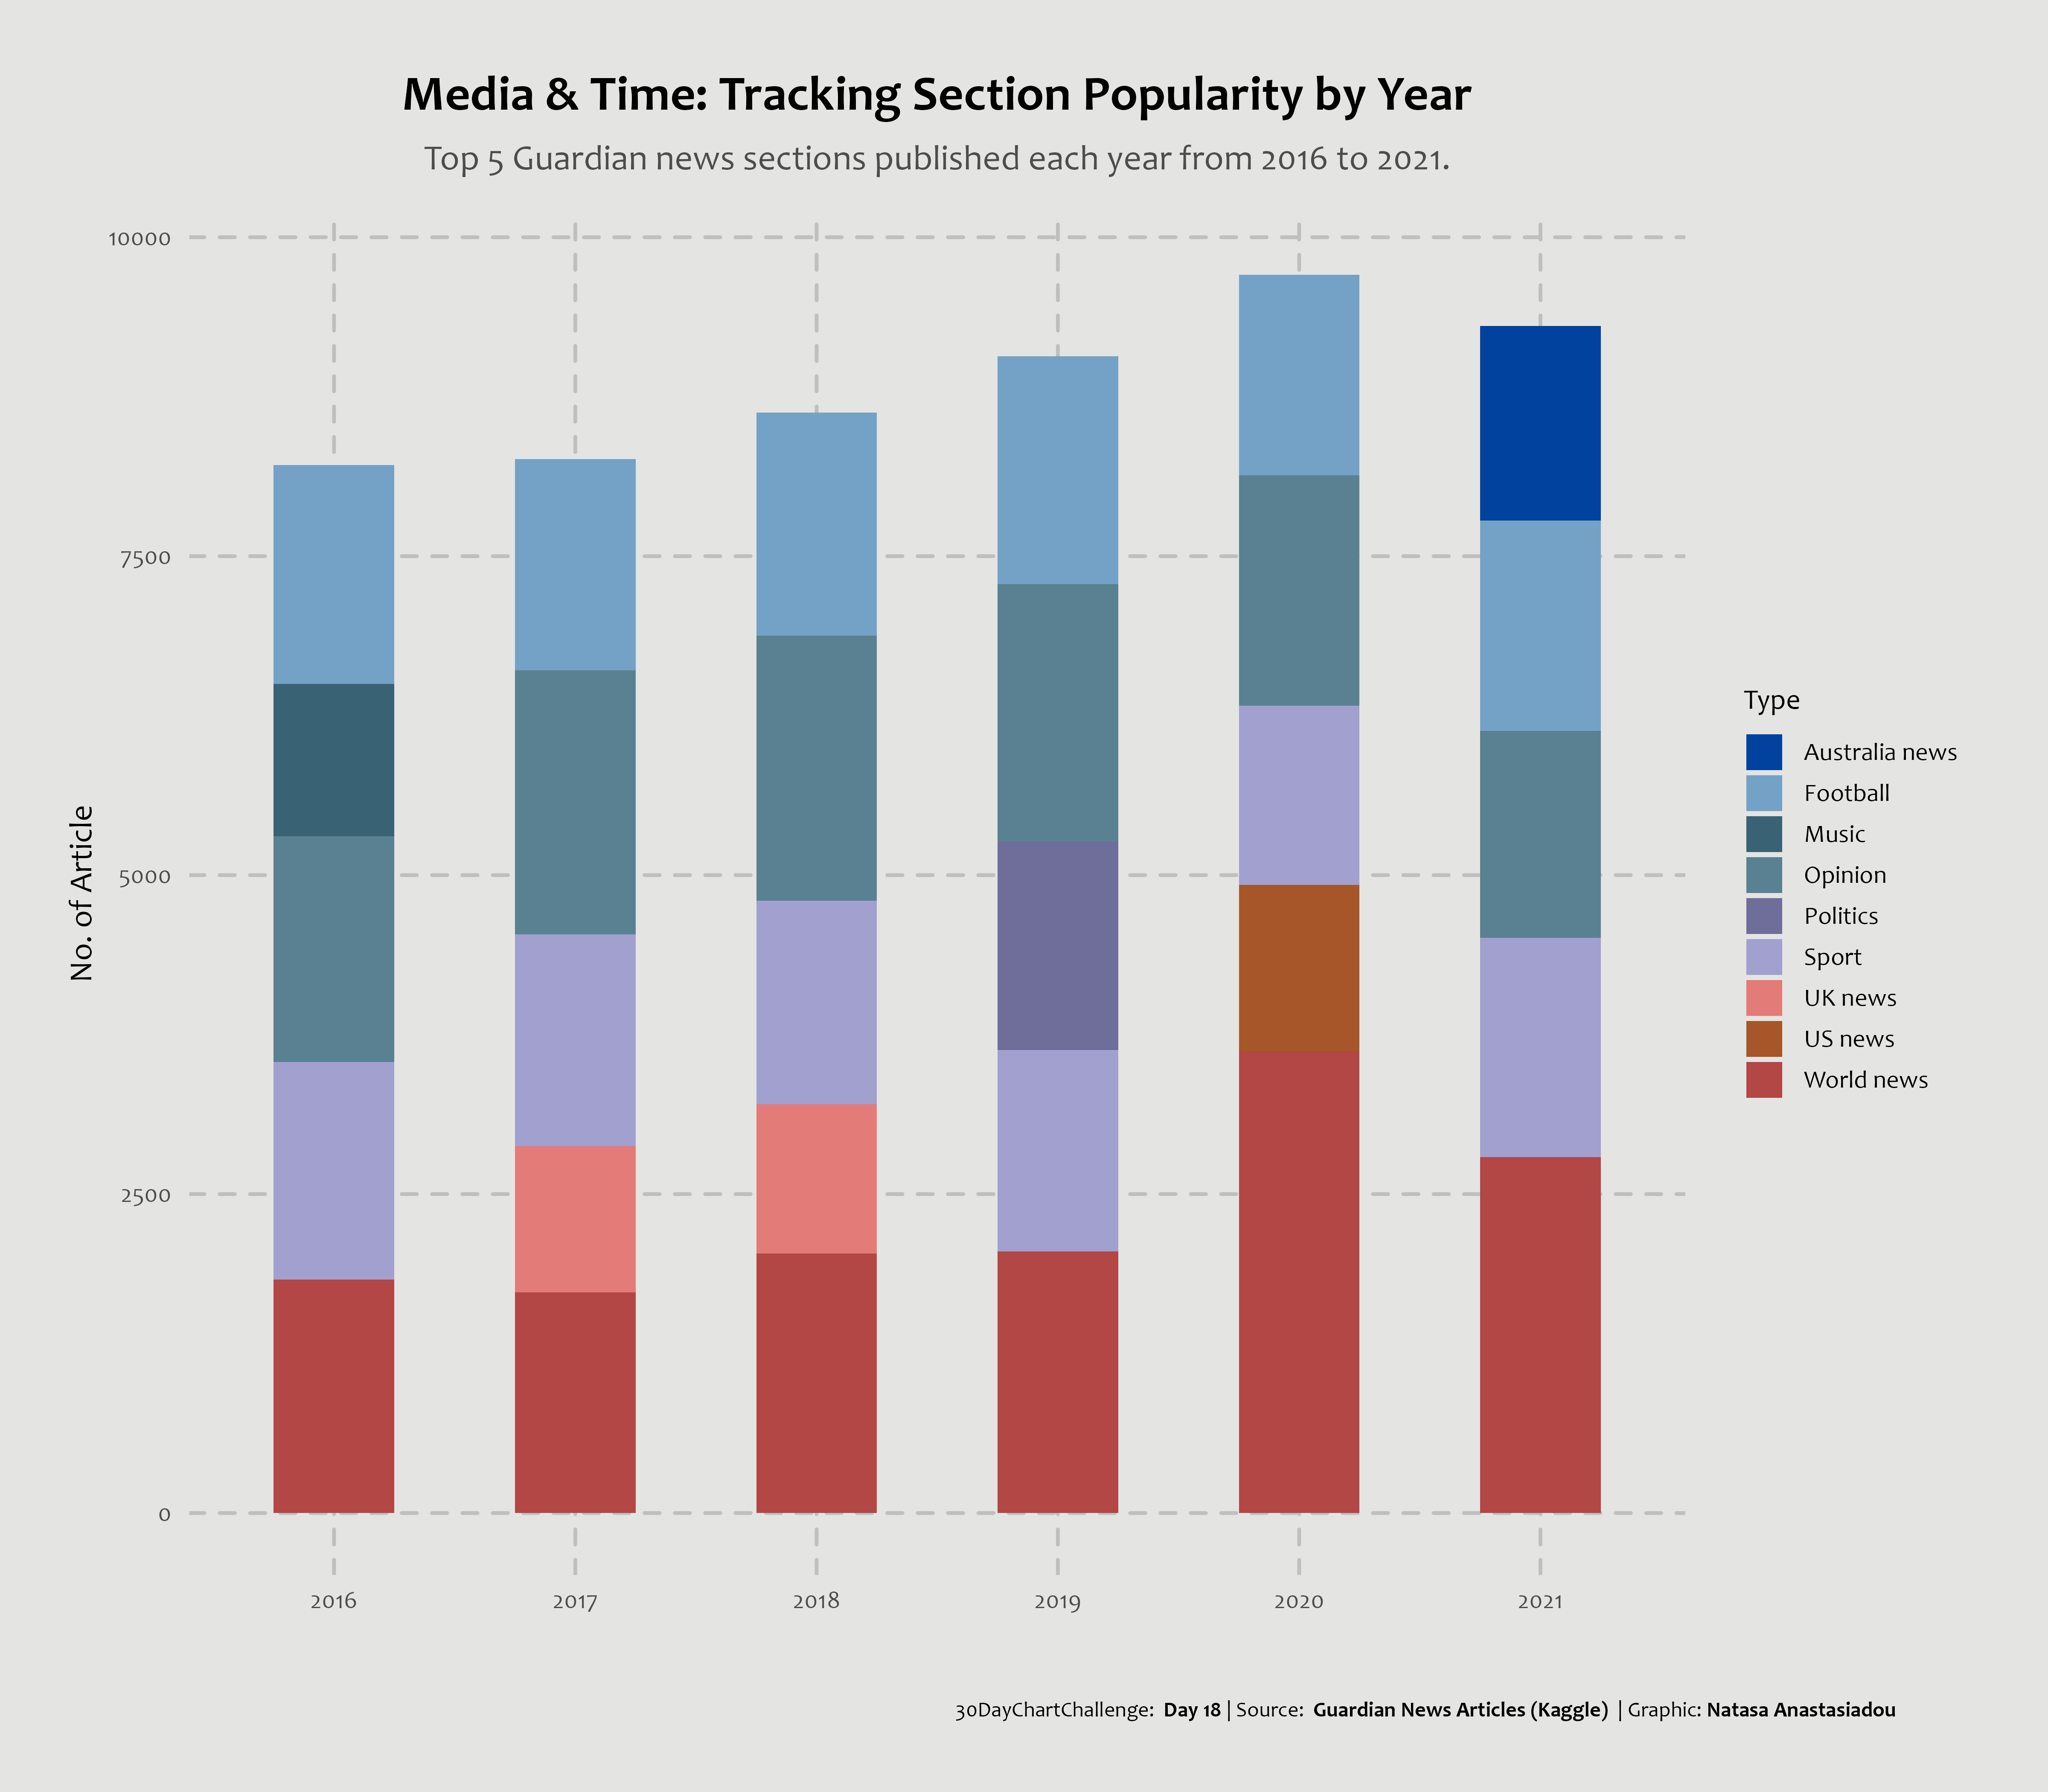 Media & Time: Tracking Section Popularity by Year
Top 5 Guardian news sections published each year from 2016 to 2021.
10000
7500
5000
2500
0
No. of Article
2016
2017
2018
2019
2020
2021
Type
Australia news
Football
Music
Opinion
Politics
Sport
UK news
US news
World news
30DayChartChallenge: Day 18 | Source: Guardian News Articles (Kaggle) | Graphic: Natasa Anastasiadou